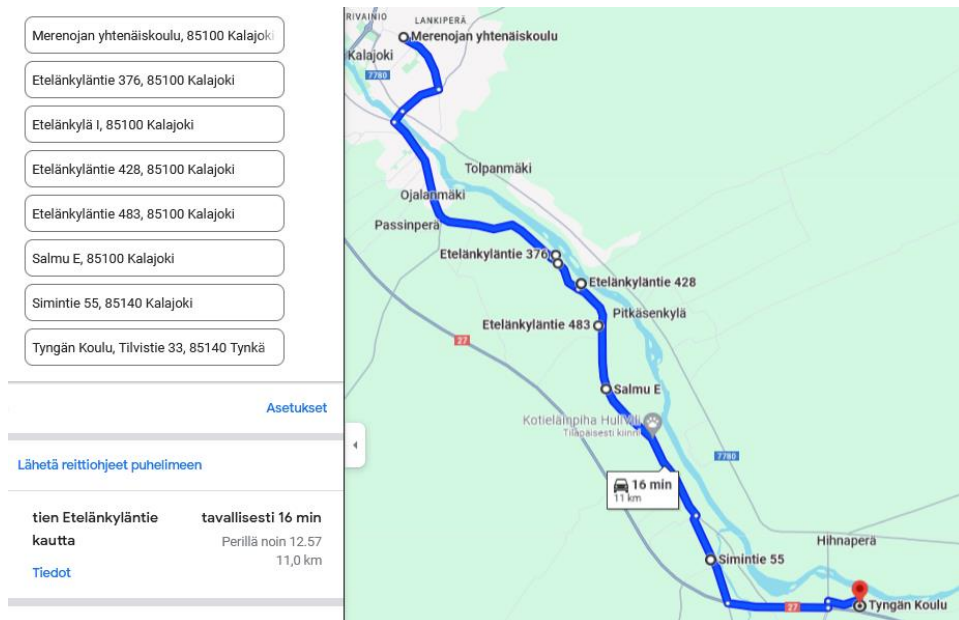 Merenojan yhtenäiskoulu, 85100 Kalajoki
Etelänkyläntie 376, 85100 Kalajoki
Etelänkylä I, 85100 Kalajoki
Etelänkyläntie 428, 85100 Kalajoki
Etelänkyläntie 483, 85100 Kalajoki
Salmu E, 85100 Kalajoki
Simintie 55, 85140 Kalajoki
Tyngän Koulu, Tilvistie 33, 85140 Tynkä
Asetukset
Lähetä reittiohjeet puhelimeen
tien Etelänkyläntie kautta
tavallisesti 16 min
Perillä noin 12.57
11,0 km
Tiedot
RIVAINIO
LANKIPERÄ
Merenojan yhtenäiskoulu
Kalajoki
7780
Tolpanmäki
Ojalanmäki
Passinperä
Etelänkyläntie 376
Etelänkyläntie 428
Pitkäsenkylä
Etelänkyläntie 483
27
Salmu E
Kotieläinpiha
Tilapäisesti kiinni
7780
16 min
11 km
Hihnaperä
Simintie 55
27
Tyngän Koulu